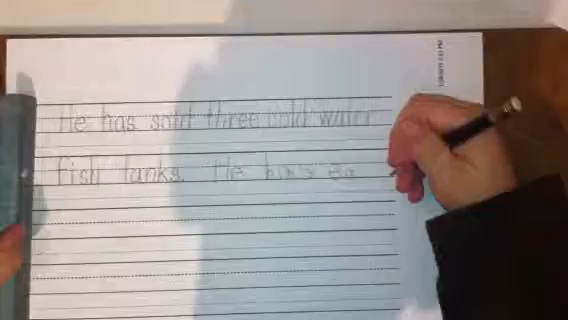 He has sold three cold water
fish tanks. He